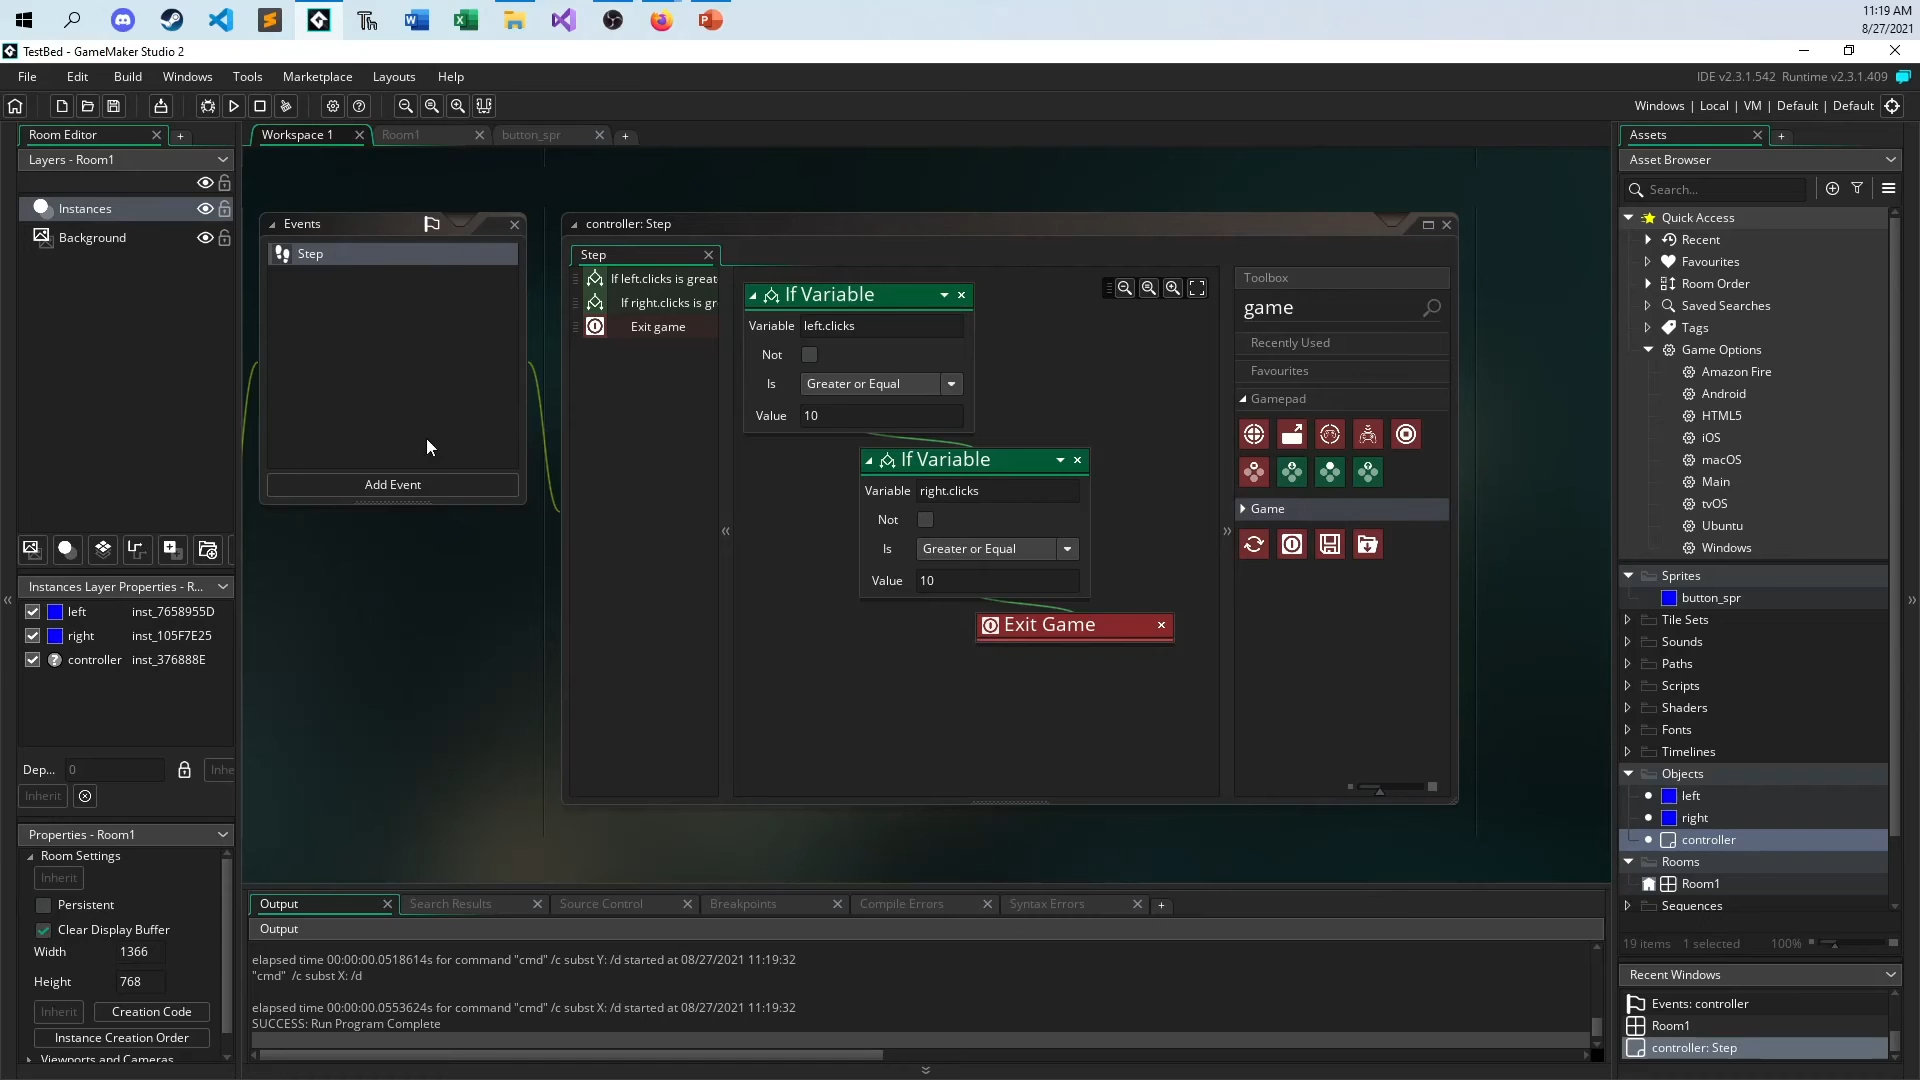 11:19 AM
8/27/2021
TestBed - GameMaker Studio 2
File Edit Build Windows Tools Marketplace Layouts Help
IDE v2.3.1.542 Runtime v2.3.1.409
Windows | Local | VM | Default | Default
Room Editor
Layers - Room1
Instances
Background
Instances Layer Properties - R...
left inst_7658955D
right inst_105F7E25
controller inst_376888E
Dep... 0
Inhe
Inherit
Properties - Room1
Room Settings
Inherit
Persistent
Clear Display Buffer
Width 1366
Height 768
Inherit Creation Code
Instance Creation Order
Viewports and Cameras
Workspace 1 Room1 button_spr
Events
Step
Add Event
controller: Step
Step
If left.clicks is great
If right.clicks is gr
Exit game
If Variable
Variable left.clicks
Not
Is Greater or Equal
Value 10
If Variable
Variable right.clicks
Not
Is Greater or Equal
Value 10
Exit Game
Toolbox
game
Recently Used
Favourites
Gamepad
Game
Output Search Results Source Control Breakpoints Compile Errors Syntax Errors
Output
elapsed time 00:00:00.0518614s for command "cmd" /c subst Y: /d started at 08/27/2021 11:19:32
"cmd" /c subst X: /d
elapsed time 00:00:00.0553624s for command "cmd" /c subst X: /d started at 08/27/2021 11:19:32
SUCCESS: Run Program Complete
Assets
Asset Browser
Search...
Quick Access
Recent
Favourites
Room Order
Saved Searches
Tags
Game Options
Amazon Fire
Android
HTML5
iOS
macOS
Main
tvOS
Ubuntu
Windows
Sprites
button_spr
Tile Sets
Sounds
Paths
Scripts
Shaders
Fonts
Timelines
Objects
left
right
controller
Rooms
Room1
Sequences
19 items 1 selected 100%
Recent Windows
Events: controller
Room1
controller: Step